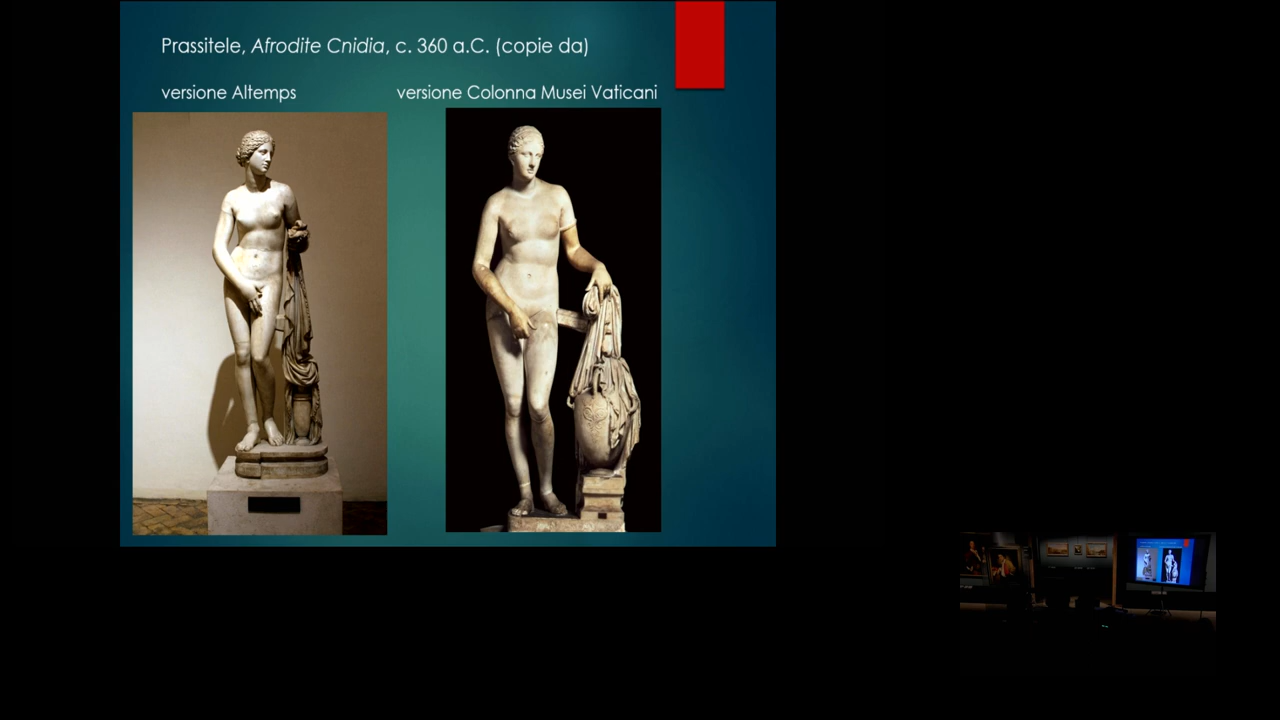 Prassitele, Afrodite Cnidia, c. 360 a.C. (copie da)
versione Altemps
versione Colonna Musei Vaticani